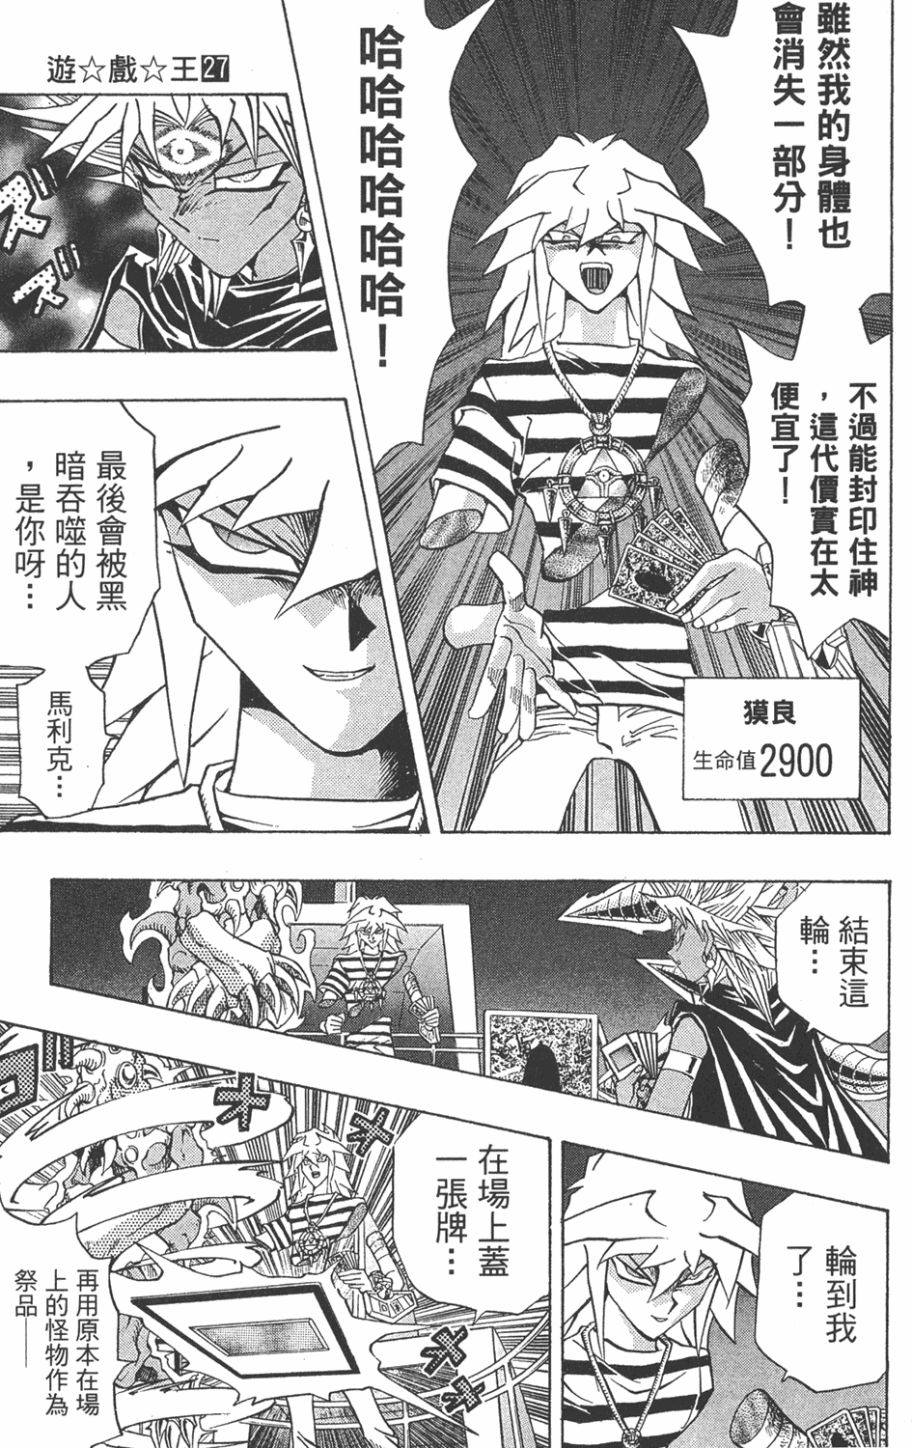 遊☆戲☆王27
雖然我的身體也
會消失一部分！
不過能封印住神
，這代價實在太
便宜了！
哈哈哈哈哈哈！
獏良
生命值2900
ズズ
最後會被黑
暗吞噬的人
，是你呀…
馬利克…
結束這
輪…
輪到我
了…
在場上蓋
一張牌…
再用原本在場
上的怪物作為
祭品──